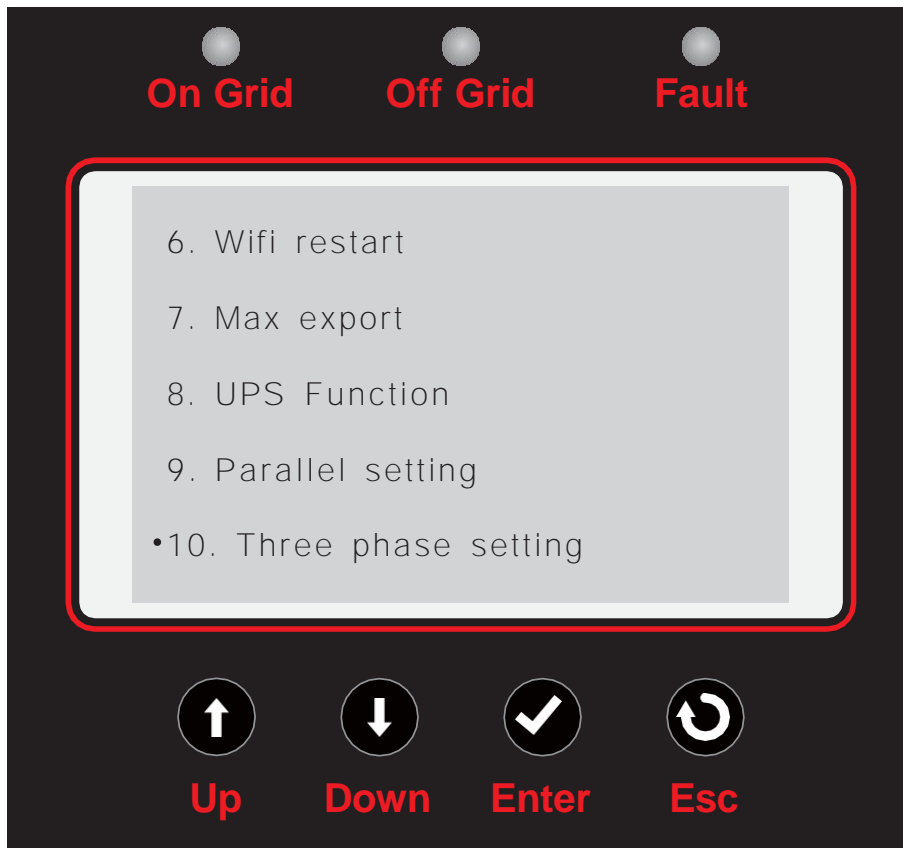 On Grid Off Grid Fault
6. Wifi restart
7. Max export
8. UPS Function
9. Parallel setting
•10. Three phase setting
Up Down Enter Esc